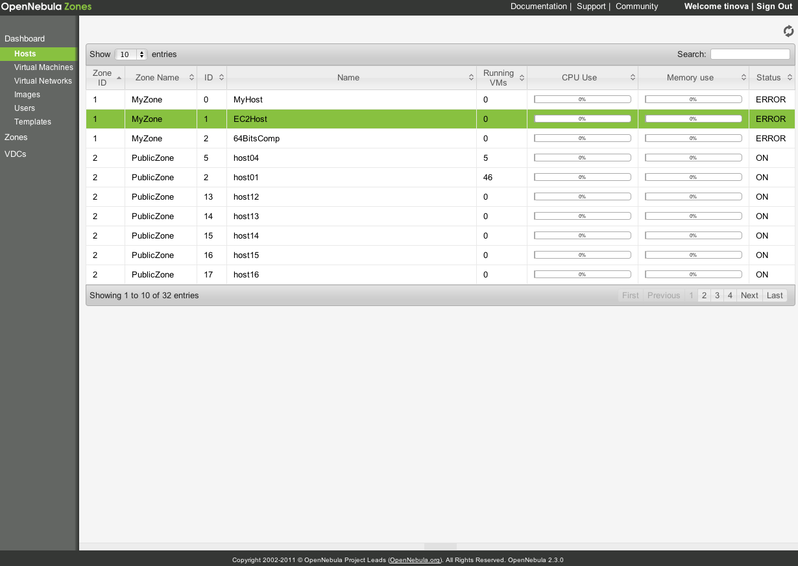 OpenNebula Zones
Documentation | Support | Community Welcome tinova | Sign Out
Dashboard
Hosts
Virtual Machines
Virtual Networks
Images
Users
Templates
Zones
VDCs
Show 10 entries Search:
Zone ID Zone Name ID Name Running VMs CPU Use Memory use Status
1 MyZone 0 MyHost 0 0% 0% ERROR
1 MyZone 1 EC2Host 0 0% 0% ERROR
1 MyZone 2 64BitsComp 0 0% 0% ERROR
2 PublicZone 5 host04 5 0% 0% ON
2 PublicZone 2 host01 46 0% 0% ON
2 PublicZone 13 host12 0 0% 0% ON
2 PublicZone 14 host13 0 0% 0% ON
2 PublicZone 15 host14 0 0% 0% ON
2 PublicZone 16 host15 0 0% 0% ON
2 PublicZone 17 host16 0 0% 0% ON
Showing 1 to 10 of 32 entries First Previous 1 2 3 4 Next Last
Copyright 2002-2011 © OpenNebula Project Leads (OpenNebula.org). All Rights Reserved. OpenNebula 2.3.0